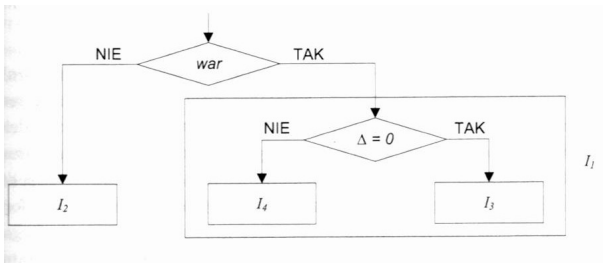 NIE
war
TAK
NIE
Δ = 0
TAK
I₁
I₂
I₄
I₃